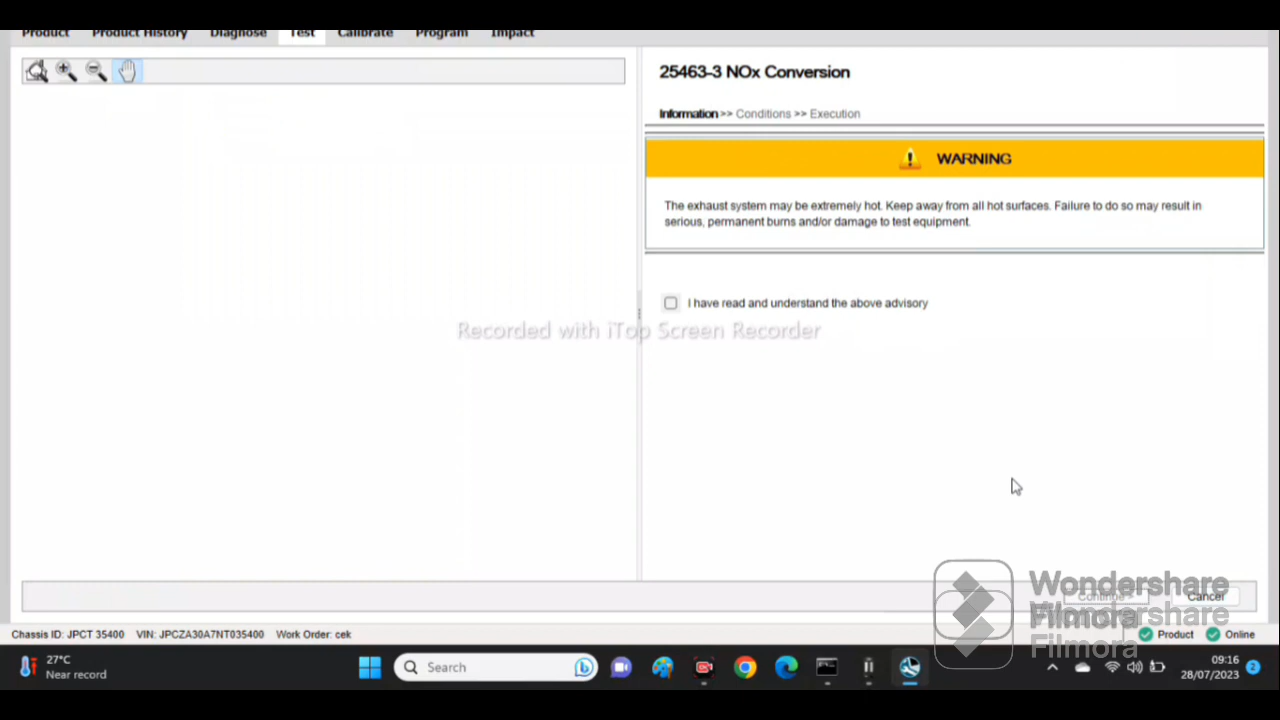 Product Product History Diagnose Test Calibrate Program Impact
25463-3 NOx Conversion
Information >> Conditions >> Execution
WARNING
The exhaust system may be extremely hot. Keep away from all hot surfaces. Failure to do so may result in
serious, permanent burns and/or damage to test equipment.
I have read and understand the above advisory
Recorded with iTop Screen Recorder
Wondershare
Filmora
Wondershare
Filmora
Continue > Cancel
Chassis ID: JPCT 35400 VIN: JPCZA30A7NT035400 Work Order: cek Product Online
27°C
Near record
Search
09:16
28/07/2023
2